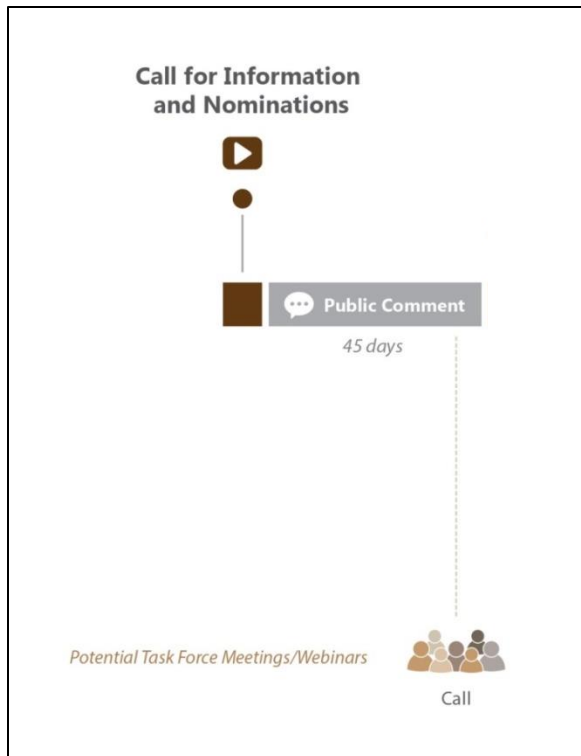 Call for Information
and Nominations
Public Comment
45 days
Potential Task Force Meetings/Webinars
Call